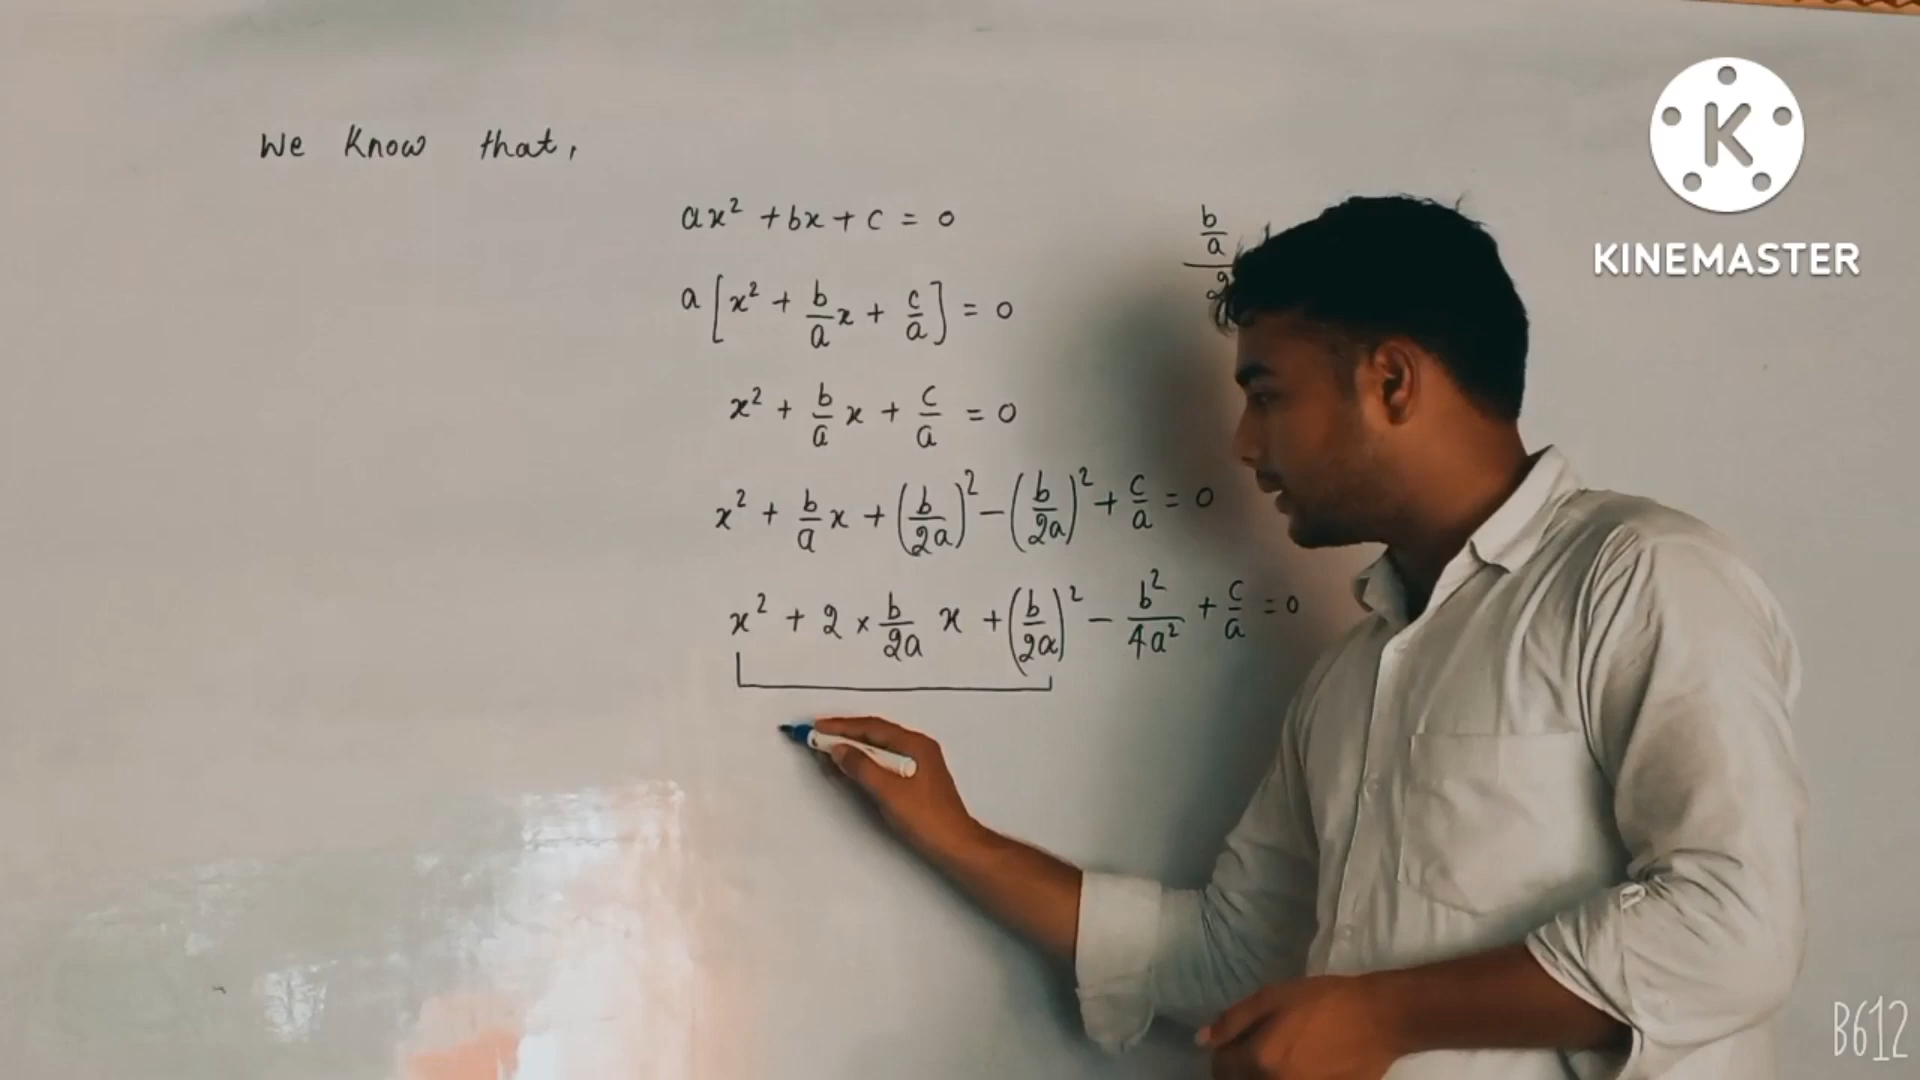 We Know that,
ax² + bx + c = 0
a[x² + b/a x + c/a] = 0
x² + b/a x + c/a = 0
x² + b/a x + (b/2a)² - (b/2a)² + c/a = 0
x² + 2 × b/2a x + (b/2a)² - b²/4a² + c/a = 0
b/a
K
KINEMASTER
B612